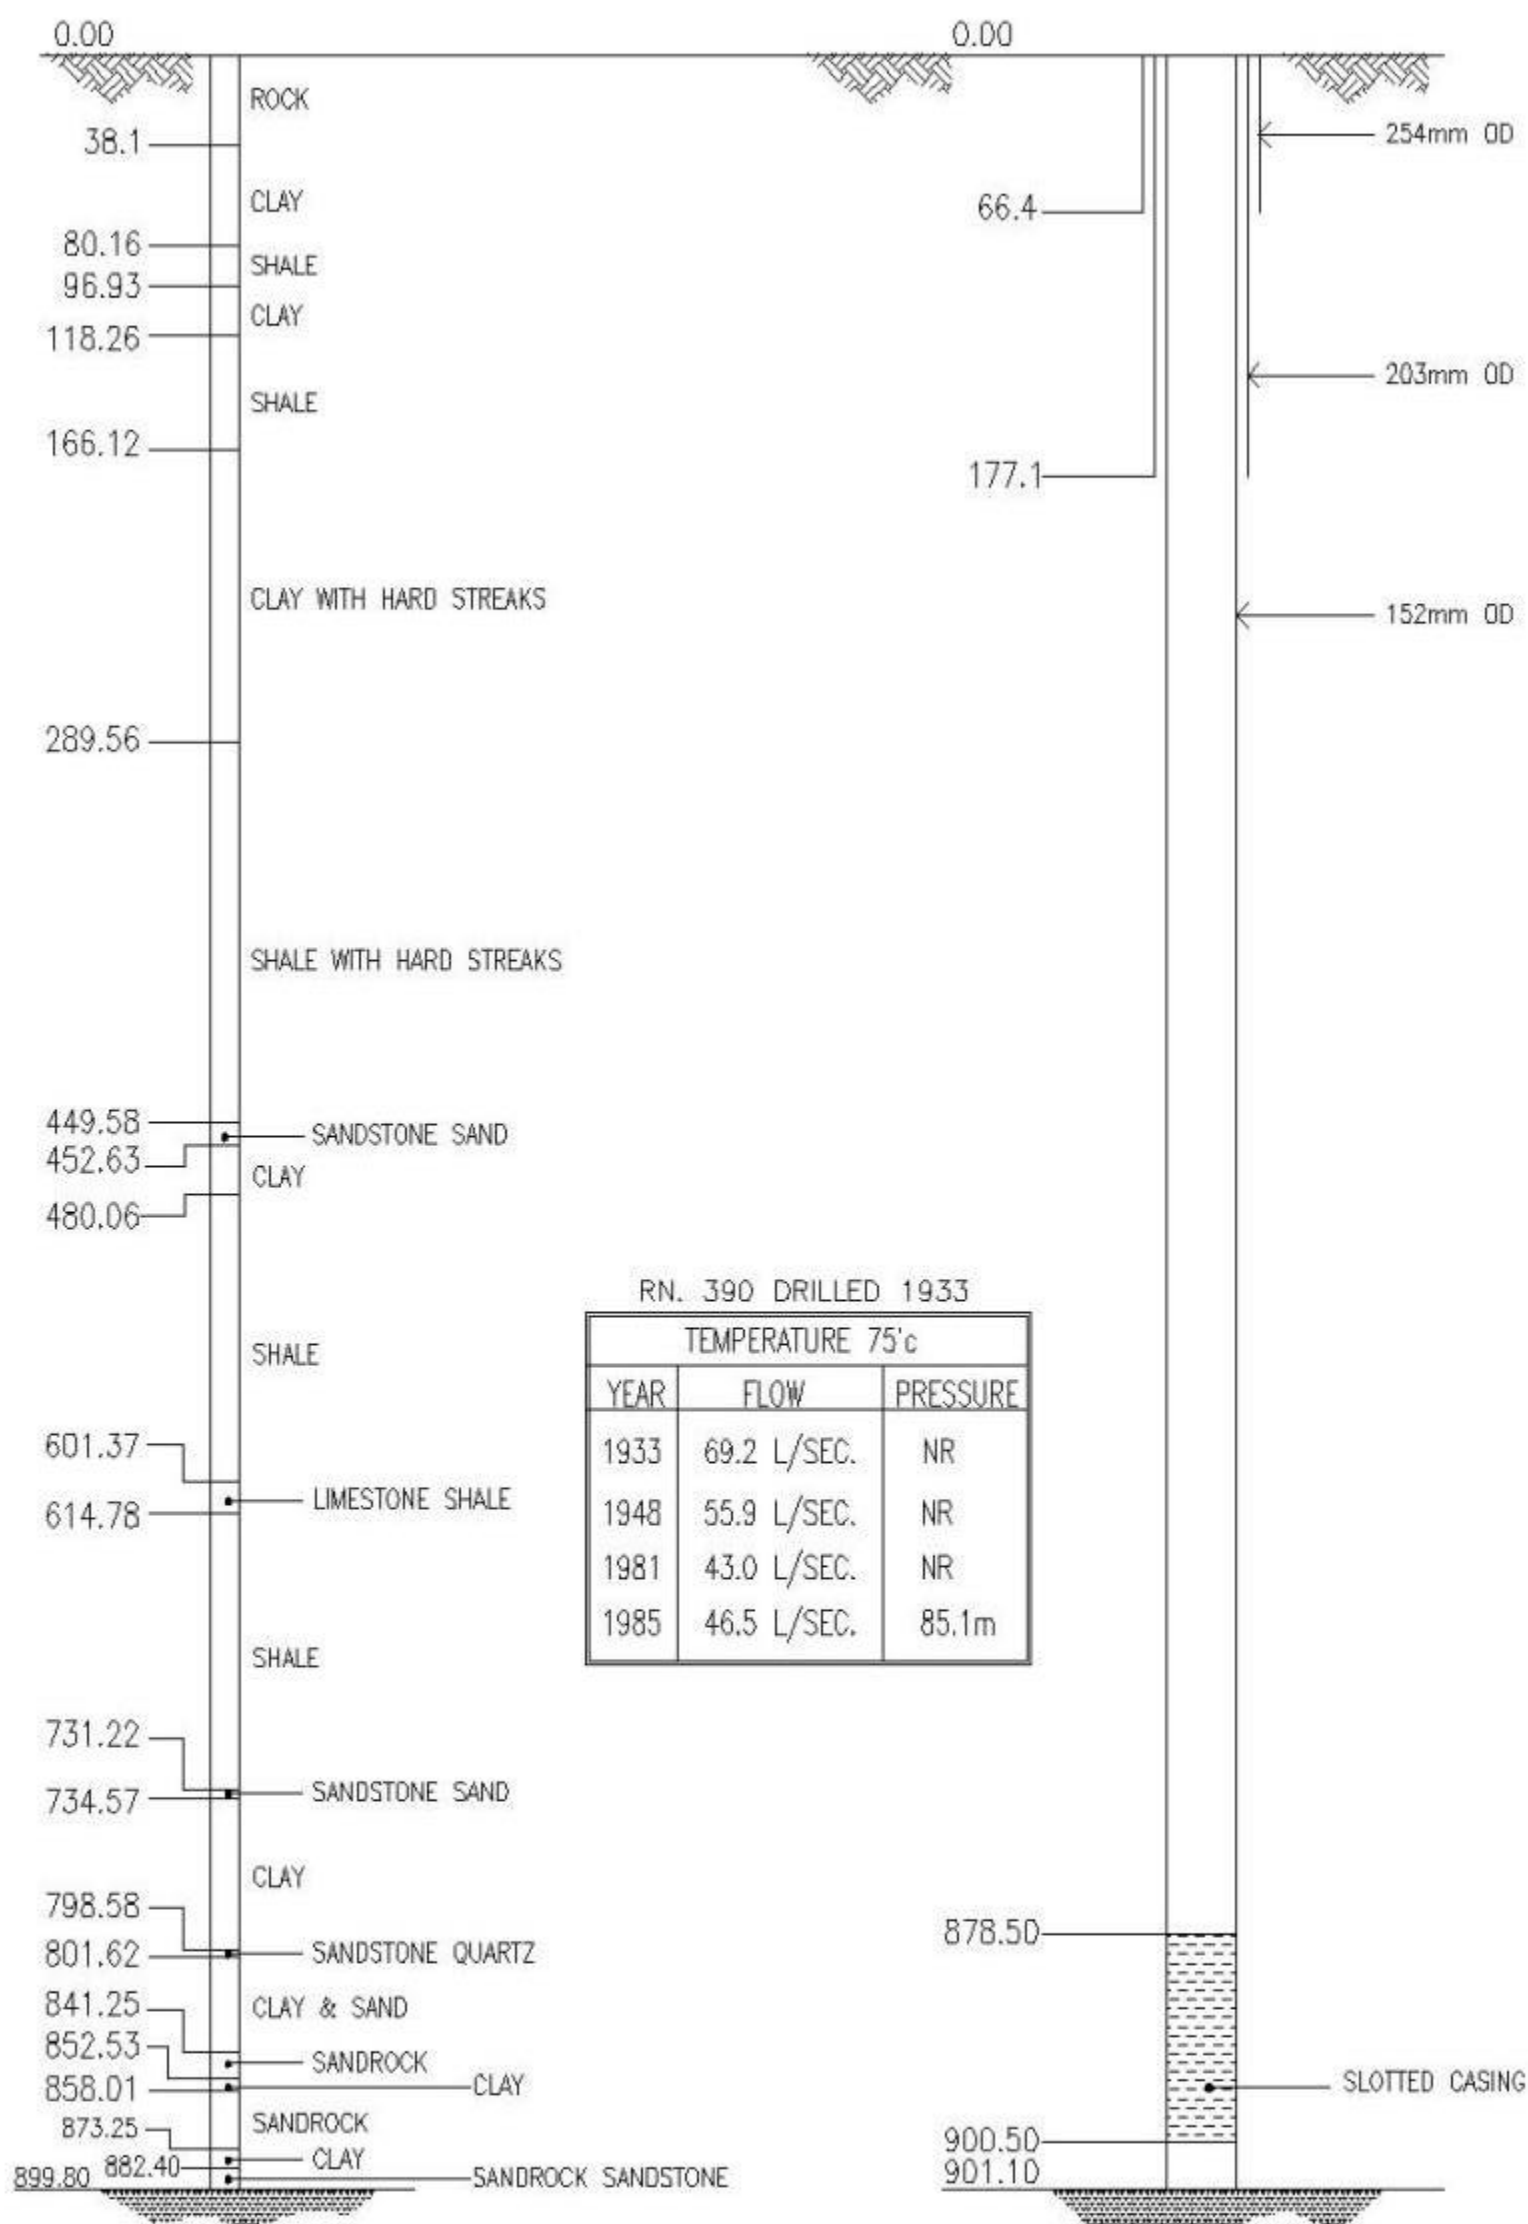 0.00
ROCK
38.1
CLAY
80.16
SHALE
96.93
CLAY
118.26
SHALE
166.12
CLAY WITH HARD STREAKS
289.56
SHALE WITH HARD STREAKS
449.58
SANDSTONE SAND
452.63
CLAY
480.06
SHALE
601.37
LIMESTONE SHALE
614.78
SHALE
731.22
SANDSTONE SAND
734.57
CLAY
798.58
SANDSTONE QUARTZ
801.62
CLAY & SAND
841.25
852.53
SANDROCK
858.01
CLAY
SANDROCK
873.25
CLAY
882.40
899.80
SANDROCK SANDSTONE
RN. 390 DRILLED 1933
TEMPERATURE 75'c
YEAR FLOW PRESSURE
1933 69.2 L/SEC. NR
1948 55.9 L/SEC. NR
1981 43.0 L/SEC. NR
1985 46.5 L/SEC. 85.1m
0.00
254mm OD
66.4
203mm OD
177.1
152mm OD
878.50
SLOTTED CASING
900.50
901.10